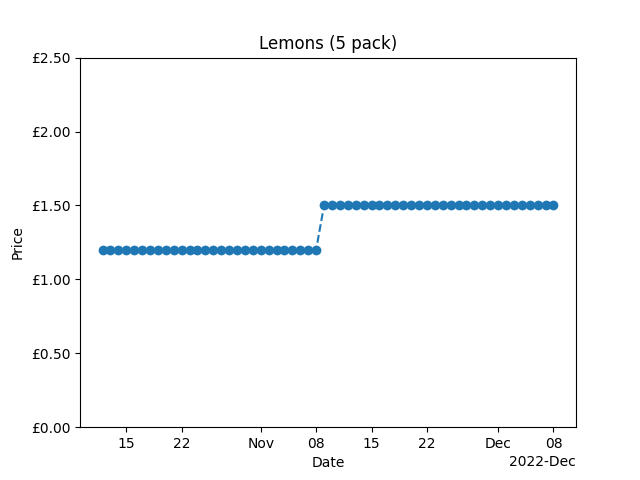 Lemons (5 pack)
£2.50
£2.00
£1.50
£1.00
£0.50
£0.00
Price
15 22 Nov 08 15 22 Dec 08
Date
2022-Dec